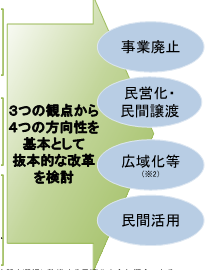 3つの観点から
4つの方向性を
基本として
抜本的な改革
を検討
事業廃止
民営化・
民間譲渡
広域化等
(※2)
民間活用